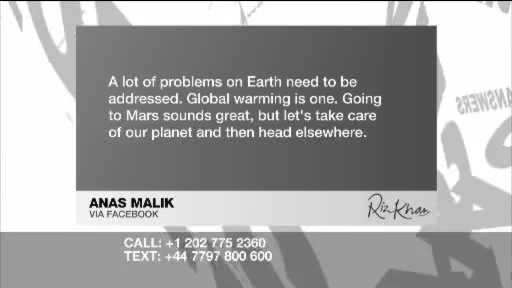 A lot of problems on Earth need to be
addressed. Global warming is one. Going
to Mars sounds great, but let's take care
of our planet and then head elsewhere.
ANSWERS
ANAS MALIK
VIA FACEBOOK
Riz Khan
CALL: +1 202 775 2360
TEXT: +44 7797 800 600